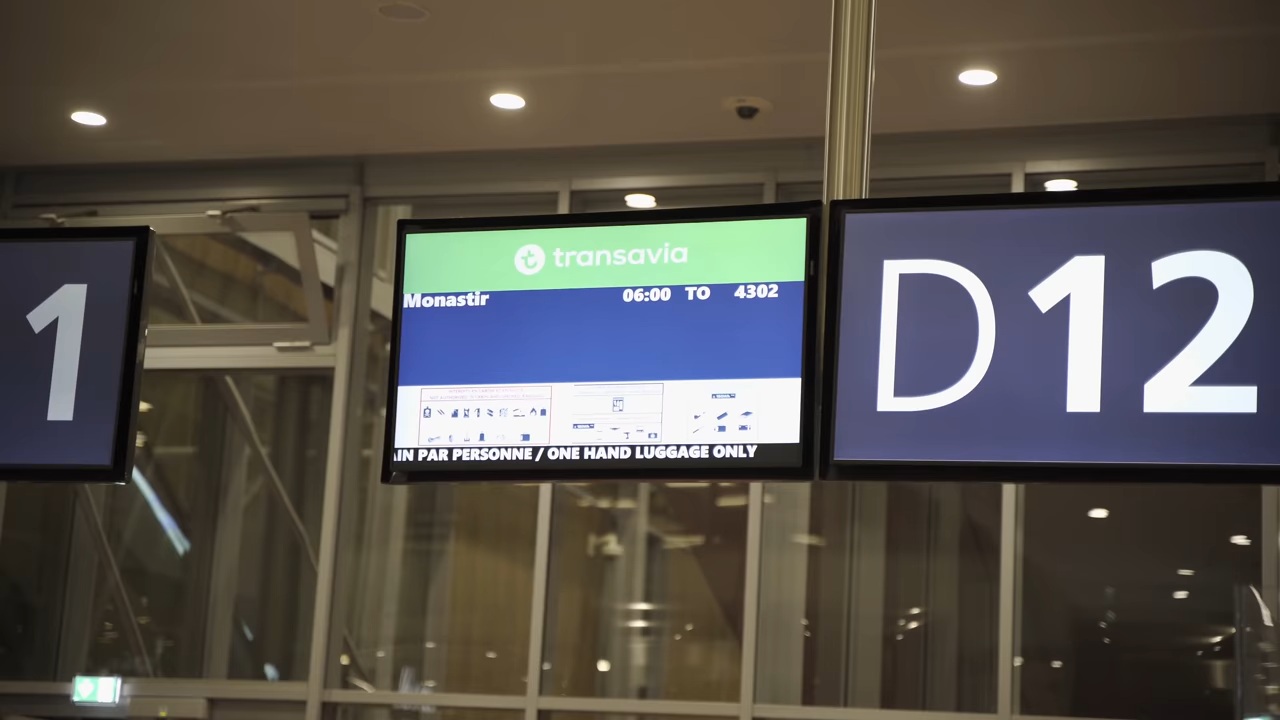 1
transavia
Monastir 06:00 TO 4302
AIN PAR PERSONNE / ONE HAND LUGGAGE ONLY
D12